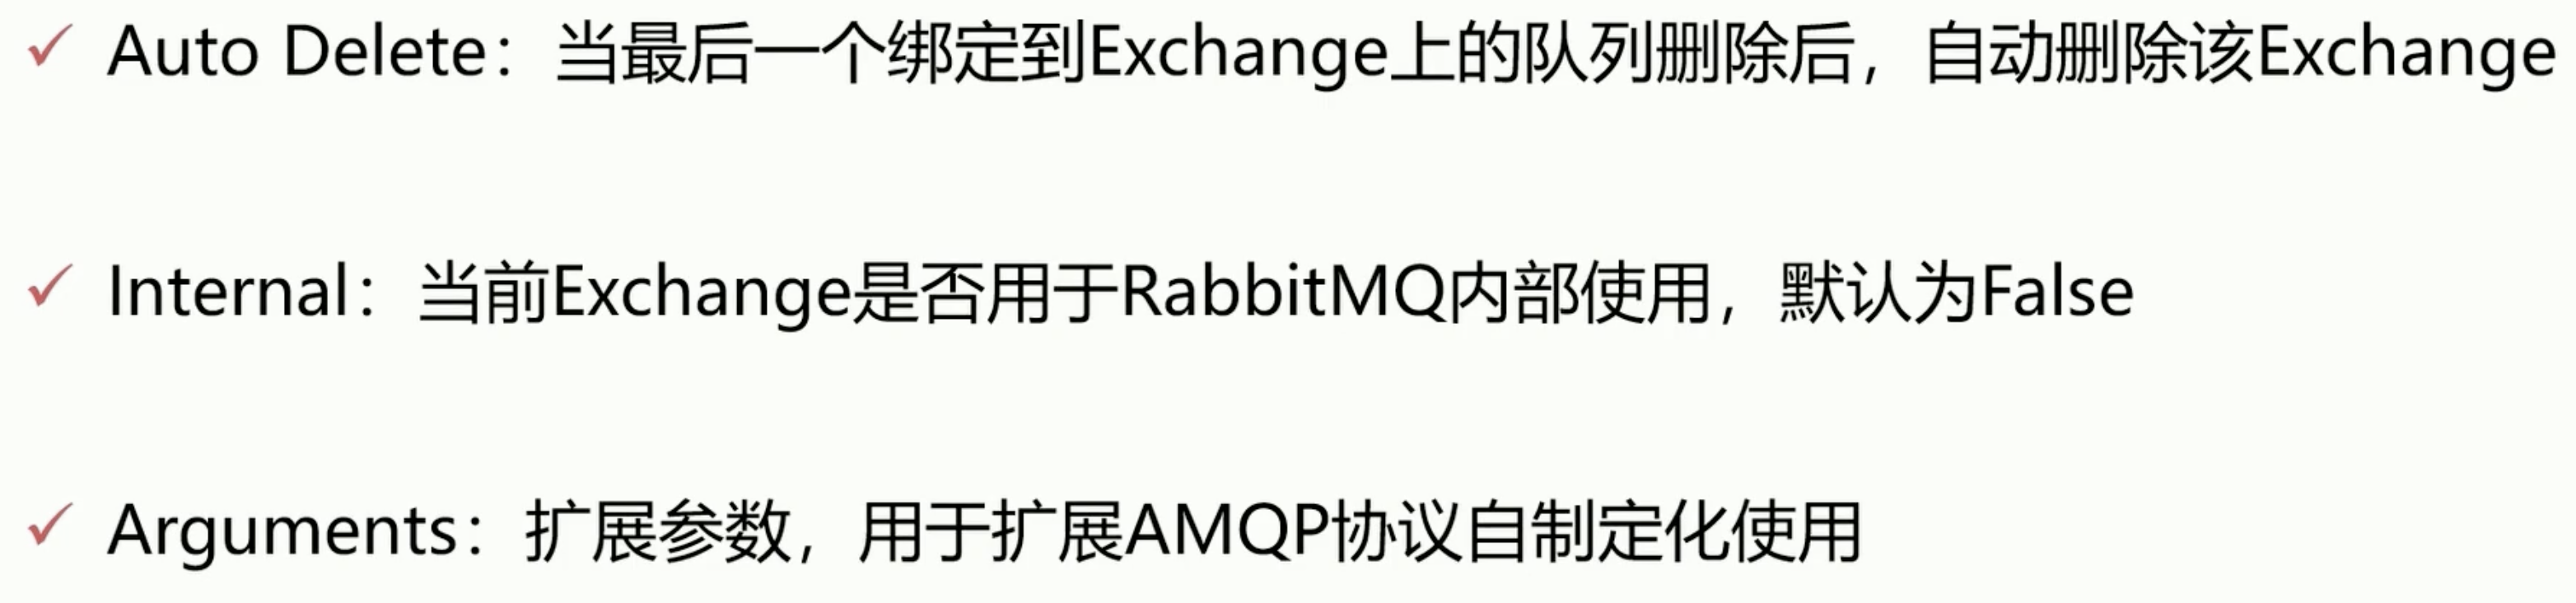 ✓ Auto Delete：当最后一个绑定到Exchange上的队列删除后，自动删除该Exchange
✓ Internal：当前Exchange是否用于RabbitMQ内部使用，默认为False
✓ Arguments：扩展参数，用于扩展AMQP协议自制定化使用